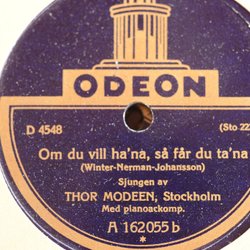 ODEON
D 4548 (Sto 22
Om du vill ha'na, så får du ta'na
(Winter-Nerman-Johansson)
Sjungen av
THOR MODEEN, Stockholm
Med pianoackomp.
A 162055 b
*